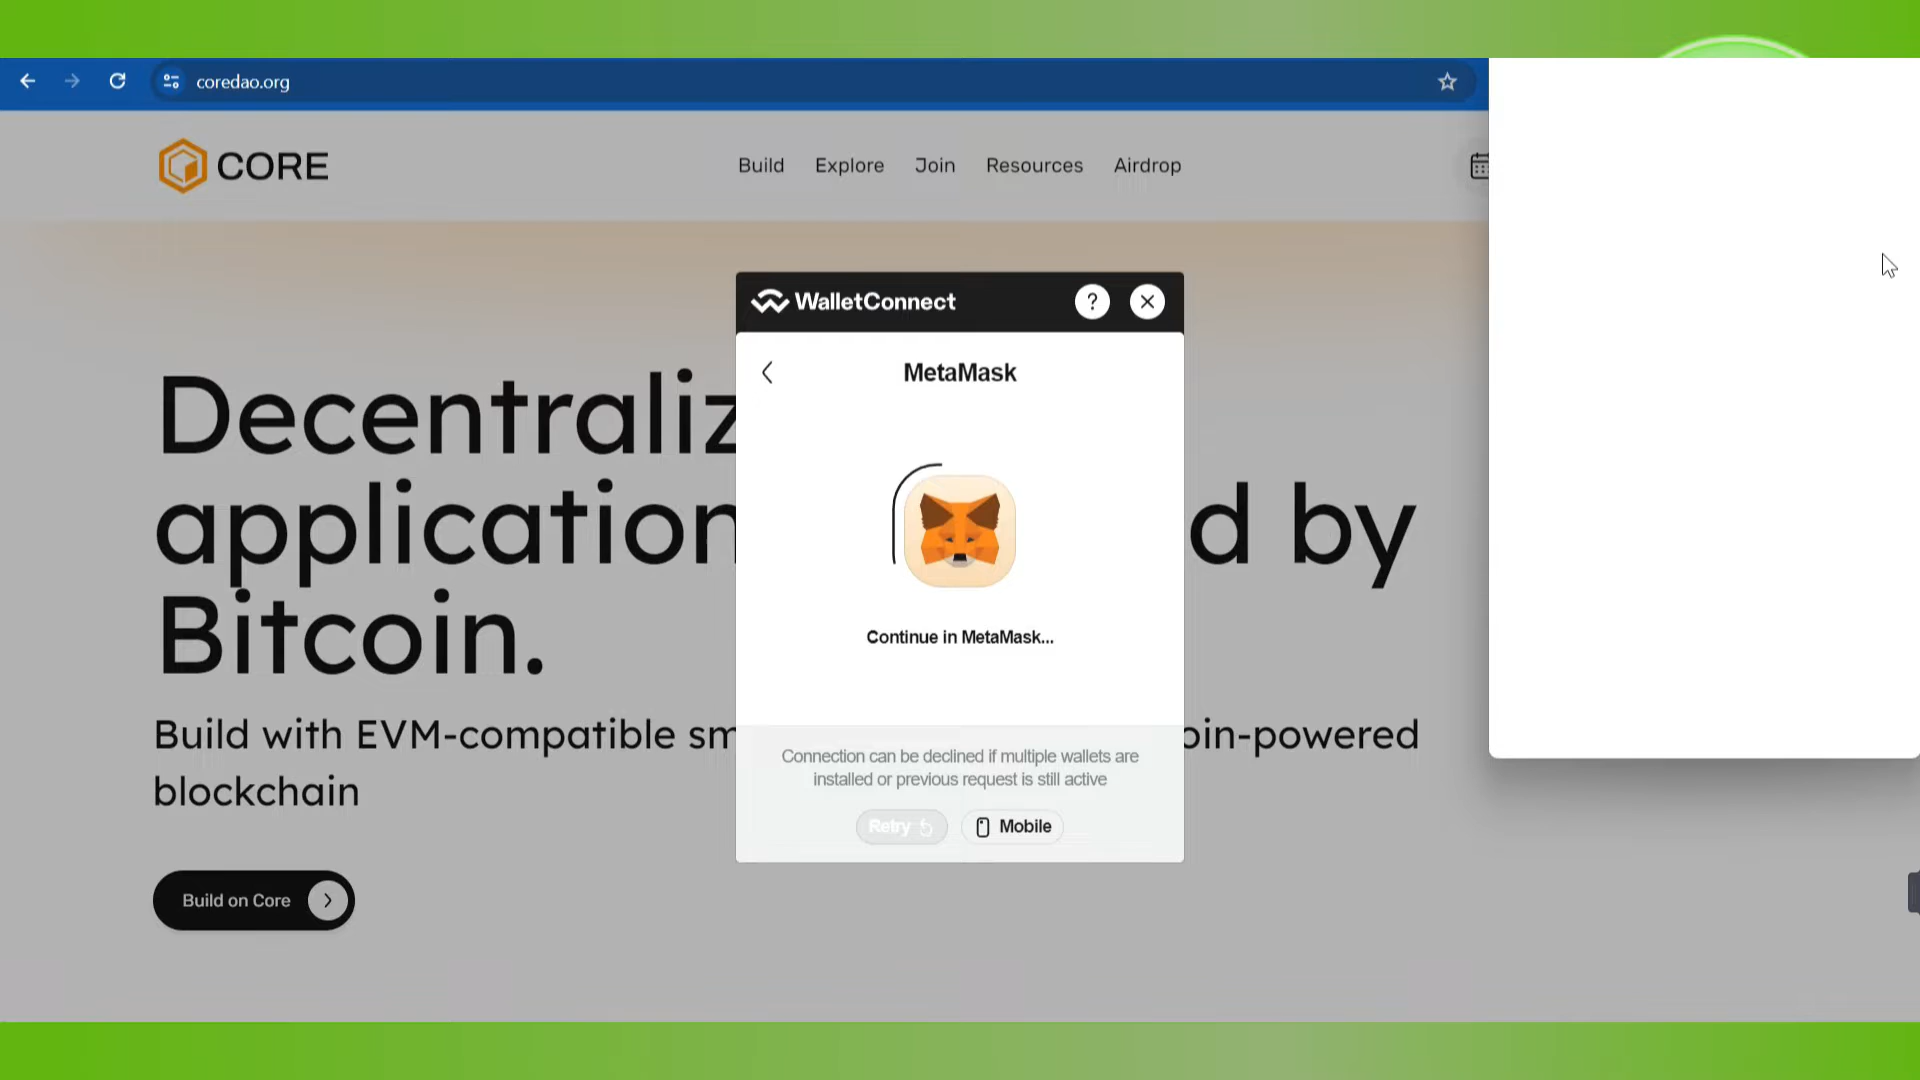 coredao.org
CORE
Build Explore Join Resources Airdrop
WalletConnect ?
MetaMask
Decentraliz
application d by
Bitcoin.
Continue in MetaMask...
Build with EVM-compatible sm oin-powered
blockchain
Connection can be declined if multiple wallets are
installed or previous request is still active
Retry Mobile
Build on Core